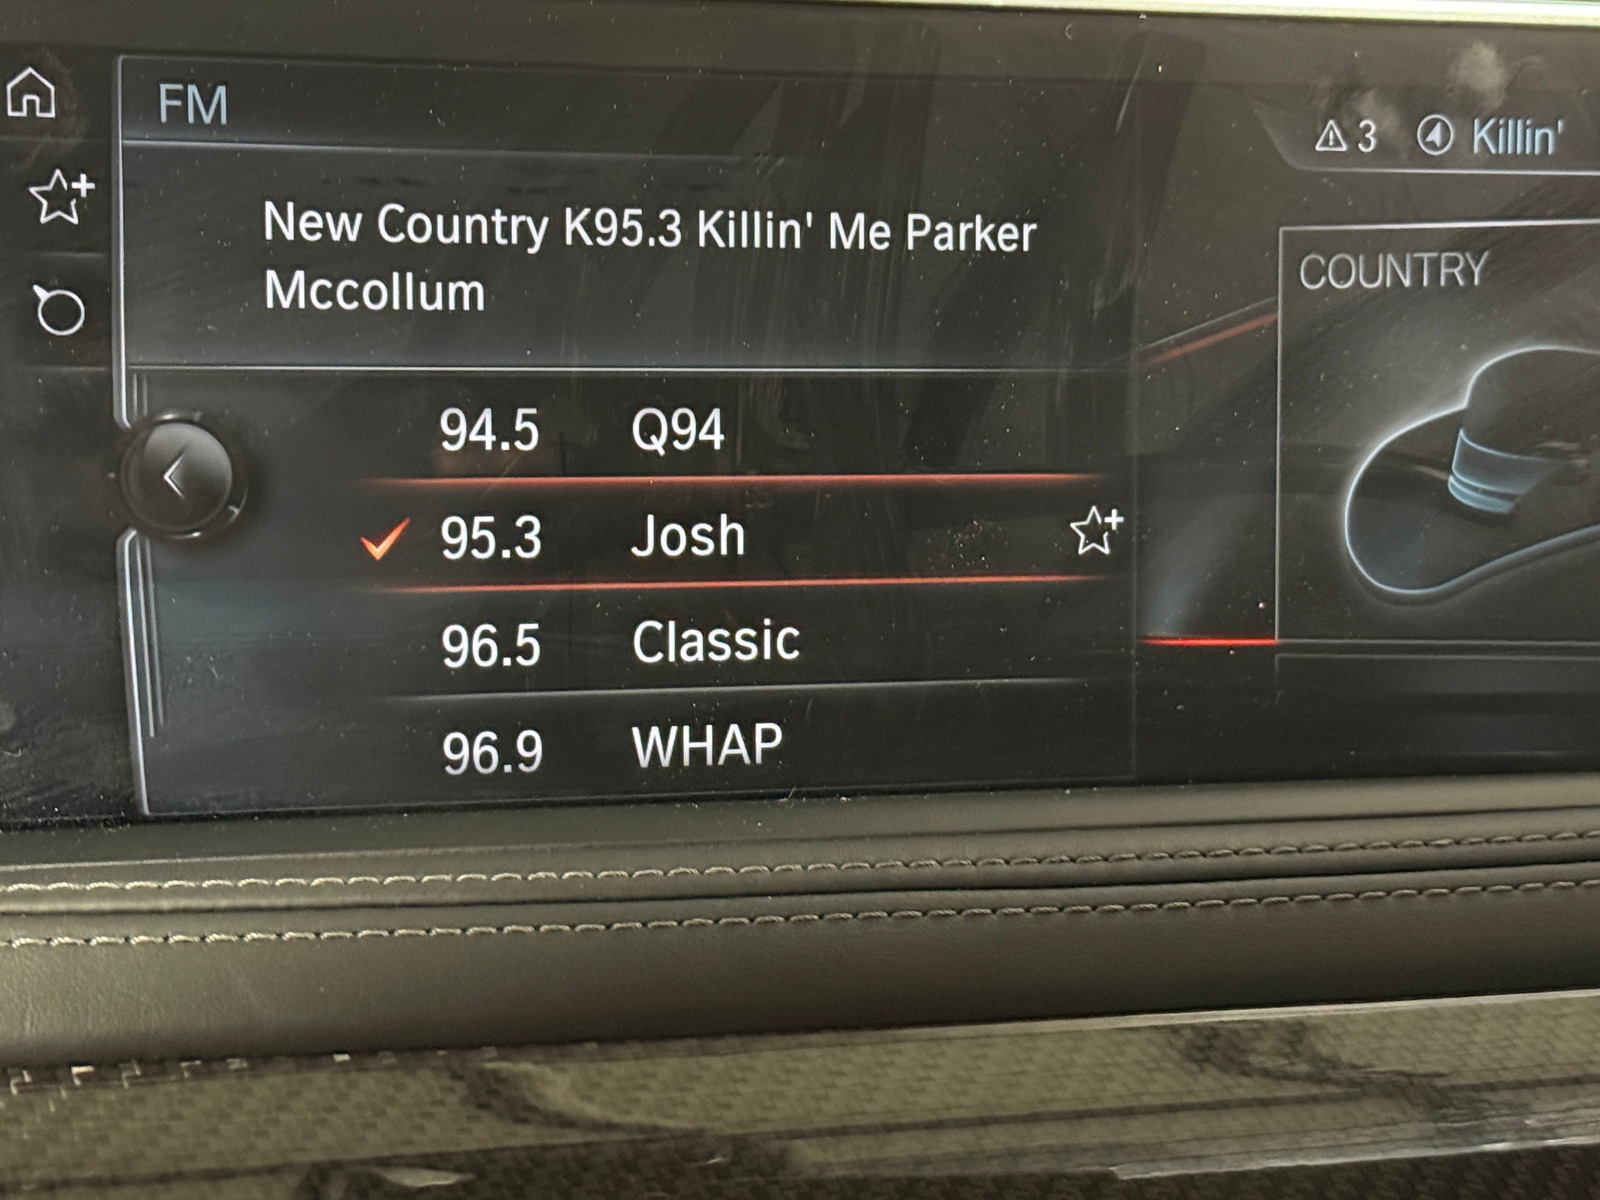 FM
3 Killin'
New Country K95.3 Killin' Me Parker
Mccollum
COUNTRY
94.5 Q94
95.3 Josh
96.5 Classic
96.9 WHAP